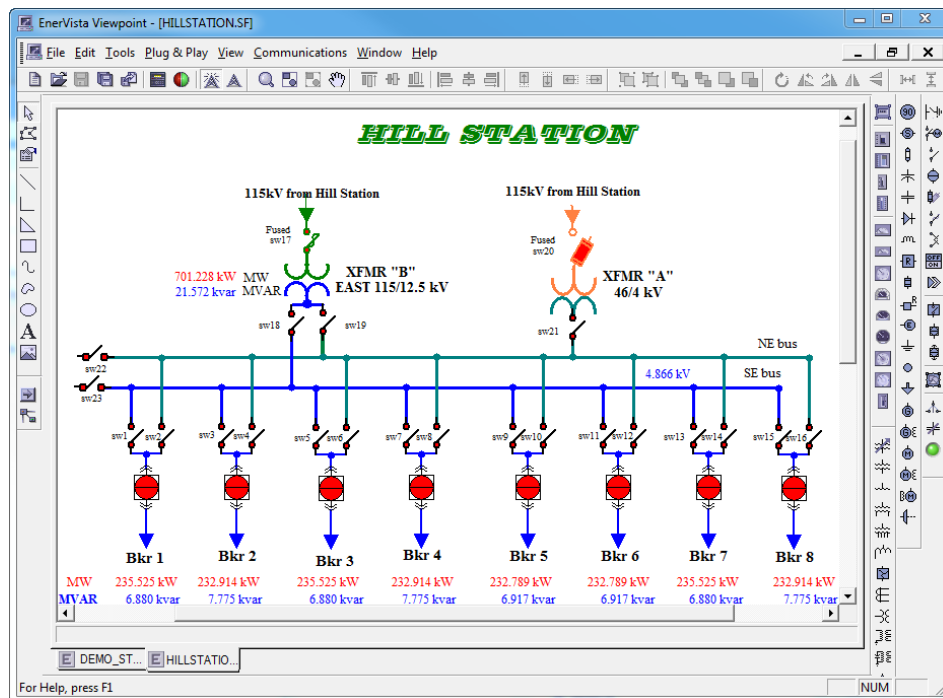 EnerVista Viewpoint - [HILLSTATION.SF]
File Edit Tools Plug & Play View Communications Window Help
HILL STATION
115kV from Hill Station
115kV from Hill Station
Fused
sw17
Fused
sw20
701.228 kW MW
21.572 kvar MVAR
XFMR "B"
EAST 115/12.5 kV
XFMR "A"
46/4 kV
sw18
sw19
sw21
NE bus
sw22
4.866 kV
SE bus
sw23
sw1 sw2 sw3 sw4 sw5 sw6 sw7 sw8 sw9 sw10 sw11 sw12 sw13 sw14 sw15 sw16
Bkr 1 Bkr 2 Bkr 3 Bkr 4 Bkr 5 Bkr 6 Bkr 7 Bkr 8
MW 235.525 kW 232.914 kW 235.525 kW 232.914 kW 232.789 kW 232.789 kW 235.525 kW 232.914 kW
MVAR 6.880 kvar 7.775 kvar 6.880 kvar 7.775 kvar 6.917 kvar 6.917 kvar 6.880 kvar 7.775 kvar
DEMO_ST... HILLSTATIO...
For Help, press F1
NUM